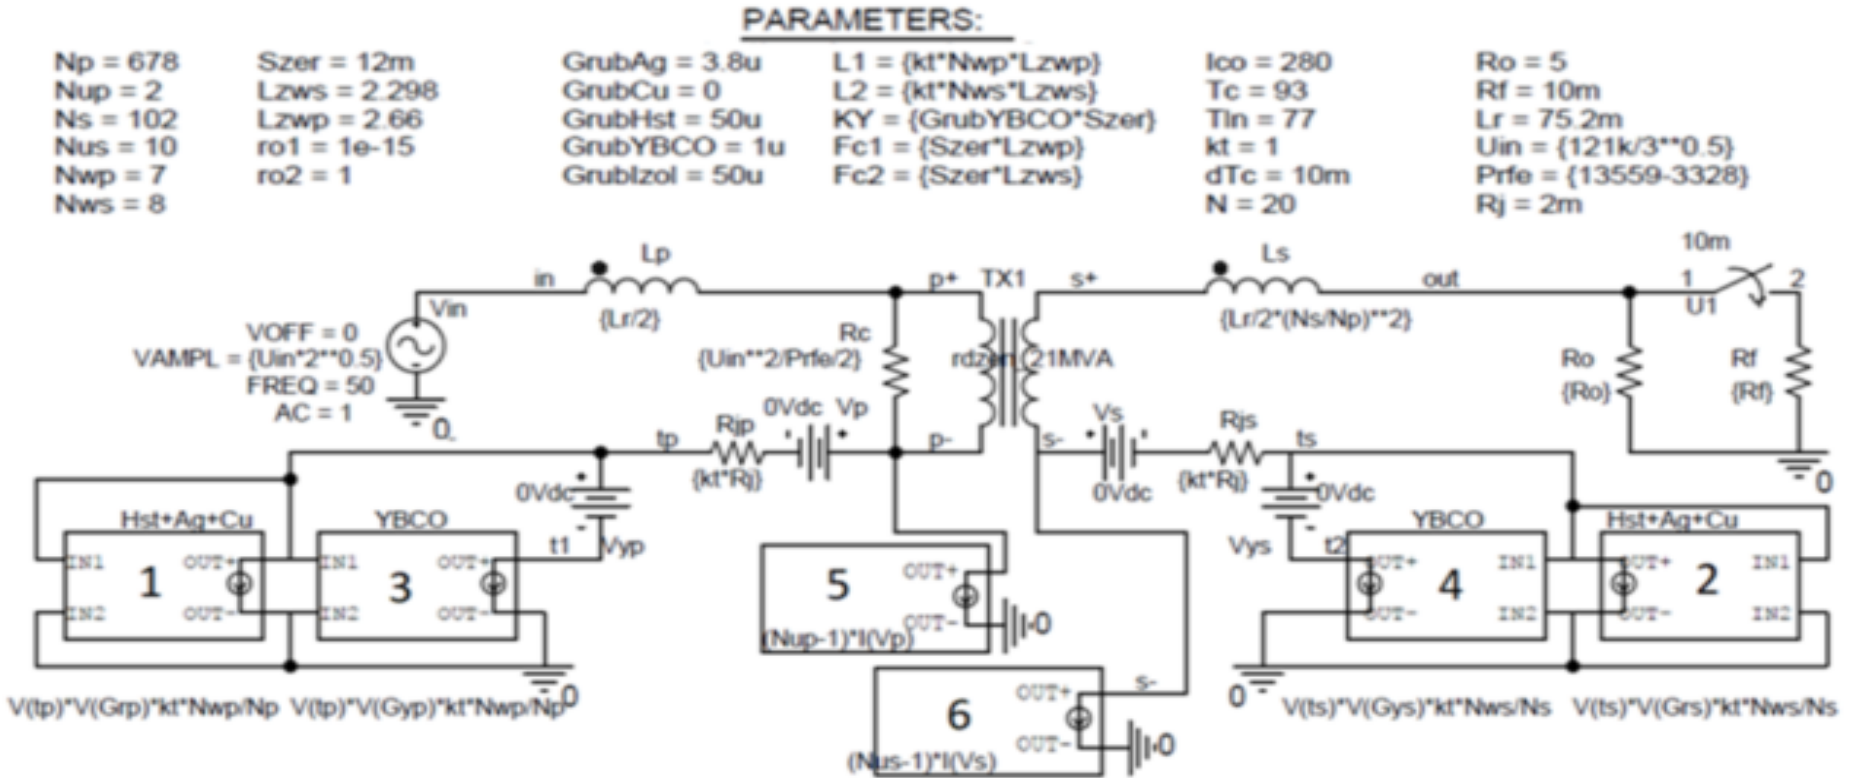 PARAMETERS:
Np = 678 Szer = 12m GrubAg = 3.8u L1 = {kt*Nwp*Lzwp} Ico = 280 Ro = 5
Nup = 2 Lzws = 2.298 GrubCu = 0 L2 = {kt*Nws*Lzws} Tc = 93 Rf = 10m
Ns = 102 Lzwp = 2.66 GrubHst = 50u KY = {GrubYBCO*Szer} Tln = 77 Lr = 75.2m
Nus = 10 ro1 = 1e-15 GrubYBCO = 1u Fc1 = {Szer*Lzwp} kt = 1 Uin = {121k/3**0.5}
Nwp = 7 ro2 = 1 GrubIzol = 50u Fc2 = {Szer*Lzws} dTc = 10m Prfe = {13559-3328}
Nws = 8 N = 20 Rj = 2m
10m
Lp Ls
in p+ TX1 s+ out 1 2
U1
Vin {Lr/2} {Lr/2*(Ns/Np)**2}
VOFF = 0 Rc
VAMPL = {Uin*2**0.5} {Uin**2/Prfe/2} rdzen_21MVA Ro Rf
FREQ = 50 {Ro} {Rf}
AC = 1
0Vdc Vp Vs Rjs
0 Rjp
tp - + p- s- + - ts
{kt*Rj} 0Vdc {kt*Rj} 0
+ 0Vdc + 0Vdc
Hst+Ag+Cu YBCO - - YBCO Hst+Ag+Cu
t1 Vyp Vys t2
IN1 OUT+ IN1 OUT+ OUT+ OUT+ IN1 OUT+ IN1
1 3 5 4 2
IN2 OUT- IN2 OUT- OUT- 0 OUT- IN2 OUT- IN2
(Nup-1)*I(Vp)
0 OUT+ s- 0
V(tp)*V(Grp)*kt*Nwp/Np V(tp)*V(Gyp)*kt*Nwp/Np 6 V(ts)*V(Gys)*kt*Nws/Ns V(ts)*V(Grs)*kt*Nws/Ns
OUT- 0
(Nus-1)*I(Vs)